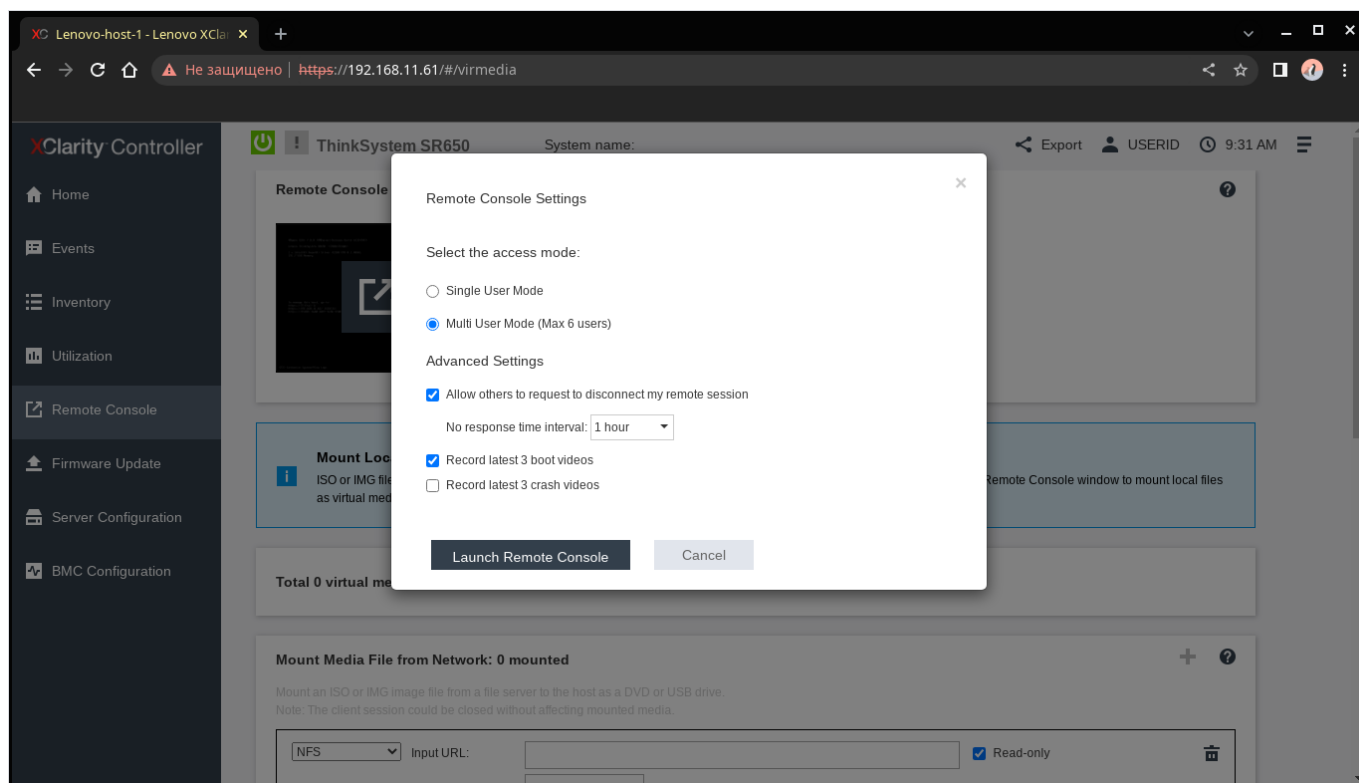 XC Lenovo-host-1 - Lenovo XClar
Не защищено https://192.168.11.61/#/virmedia
XClarity Controller
ThinkSystem SR650 System name: Export USERID 9:31 AM
Home
Events
Inventory
Utilization
Remote Console
Firmware Update
Server Configuration
BMC Configuration
Remote Console
Remote Console Settings
Select the access mode:
Single User Mode
Multi User Mode (Max 6 users)
Advanced Settings
Allow others to request to disconnect my remote session
No response time interval: 1 hour
Record latest 3 boot videos
Record latest 3 crash videos
Launch Remote Console Cancel
Mount Loc
ISO or IMG file Remote Console window to mount local files
as virtual med
Total 0 virtual me
Mount Media File from Network: 0 mounted
Mount an ISO or IMG image file from a file server to the host as a DVD or USB drive.
Note: The client session could be closed without affecting mounted media.
NFS Input URL: Read-only